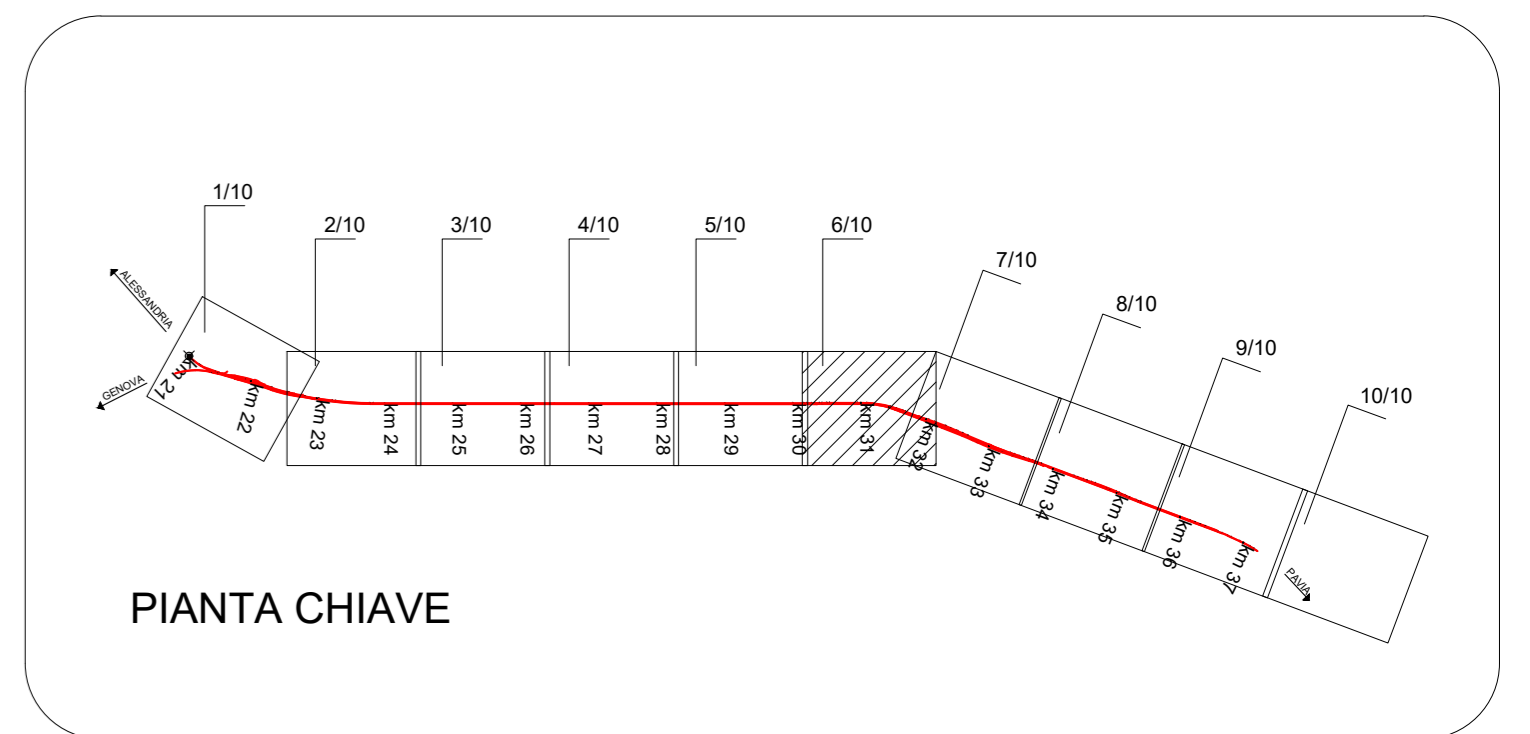 1/10
2/10
3/10
4/10
5/10
6/10
7/10
8/10
9/10
10/10
ALESSANDRIA
GENOVA
km 21
km 22
km 23
km 24
km 25
km 26
km 27
km 28
km 29
km 30
km 31
km 32
km 33
km 34
km 35
km 36
km 37
PAVIA
PIANTA CHIAVE